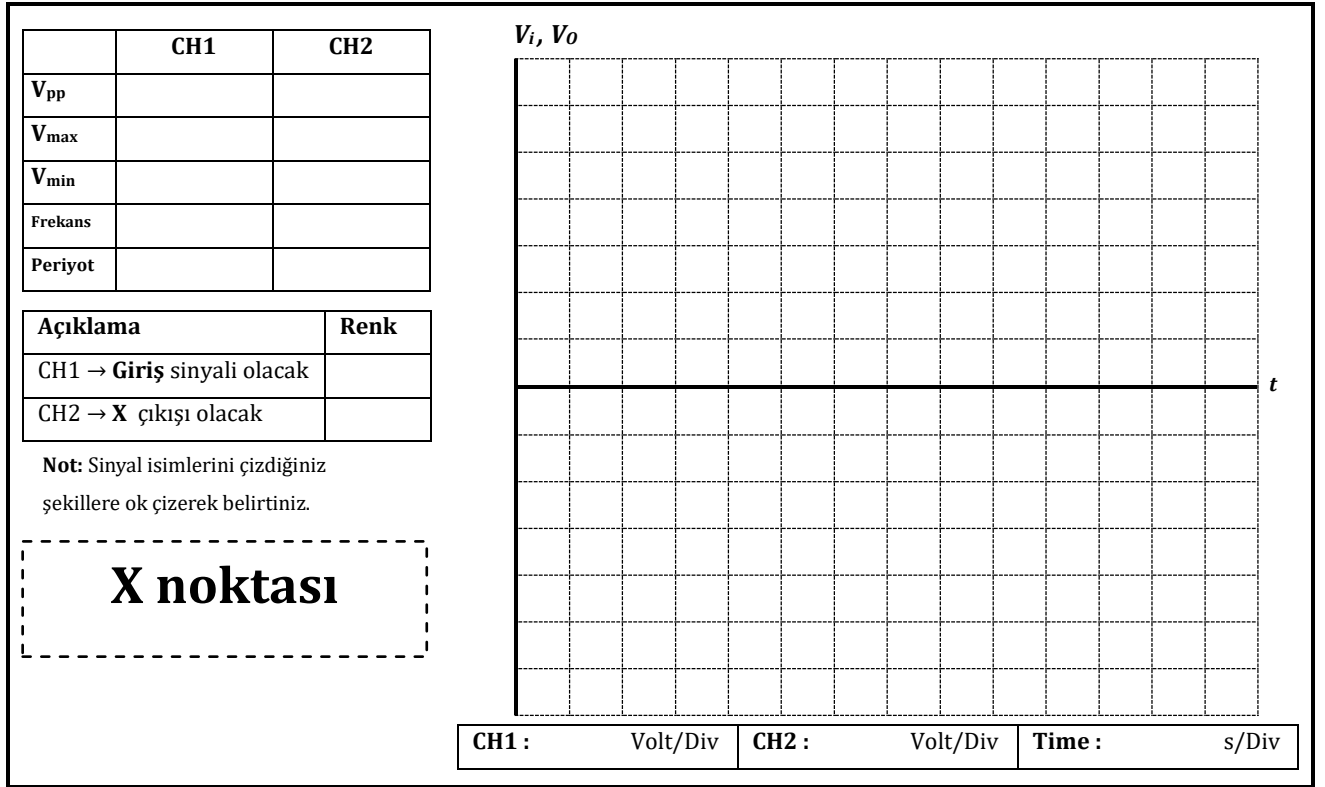 CH1 CH2
Vpp
Vmax
Vmin
Frekans
Periyot
Açıklama Renk
CH1 → Giriş sinyali olacak
CH2 → X çıkışı olacak
Not: Sinyal isimlerini çizdiğiniz
şekillere ok çizerek belirtiniz.
X noktası
Vi, VO
t
CH1 : Volt/Div CH2 : Volt/Div Time : s/Div